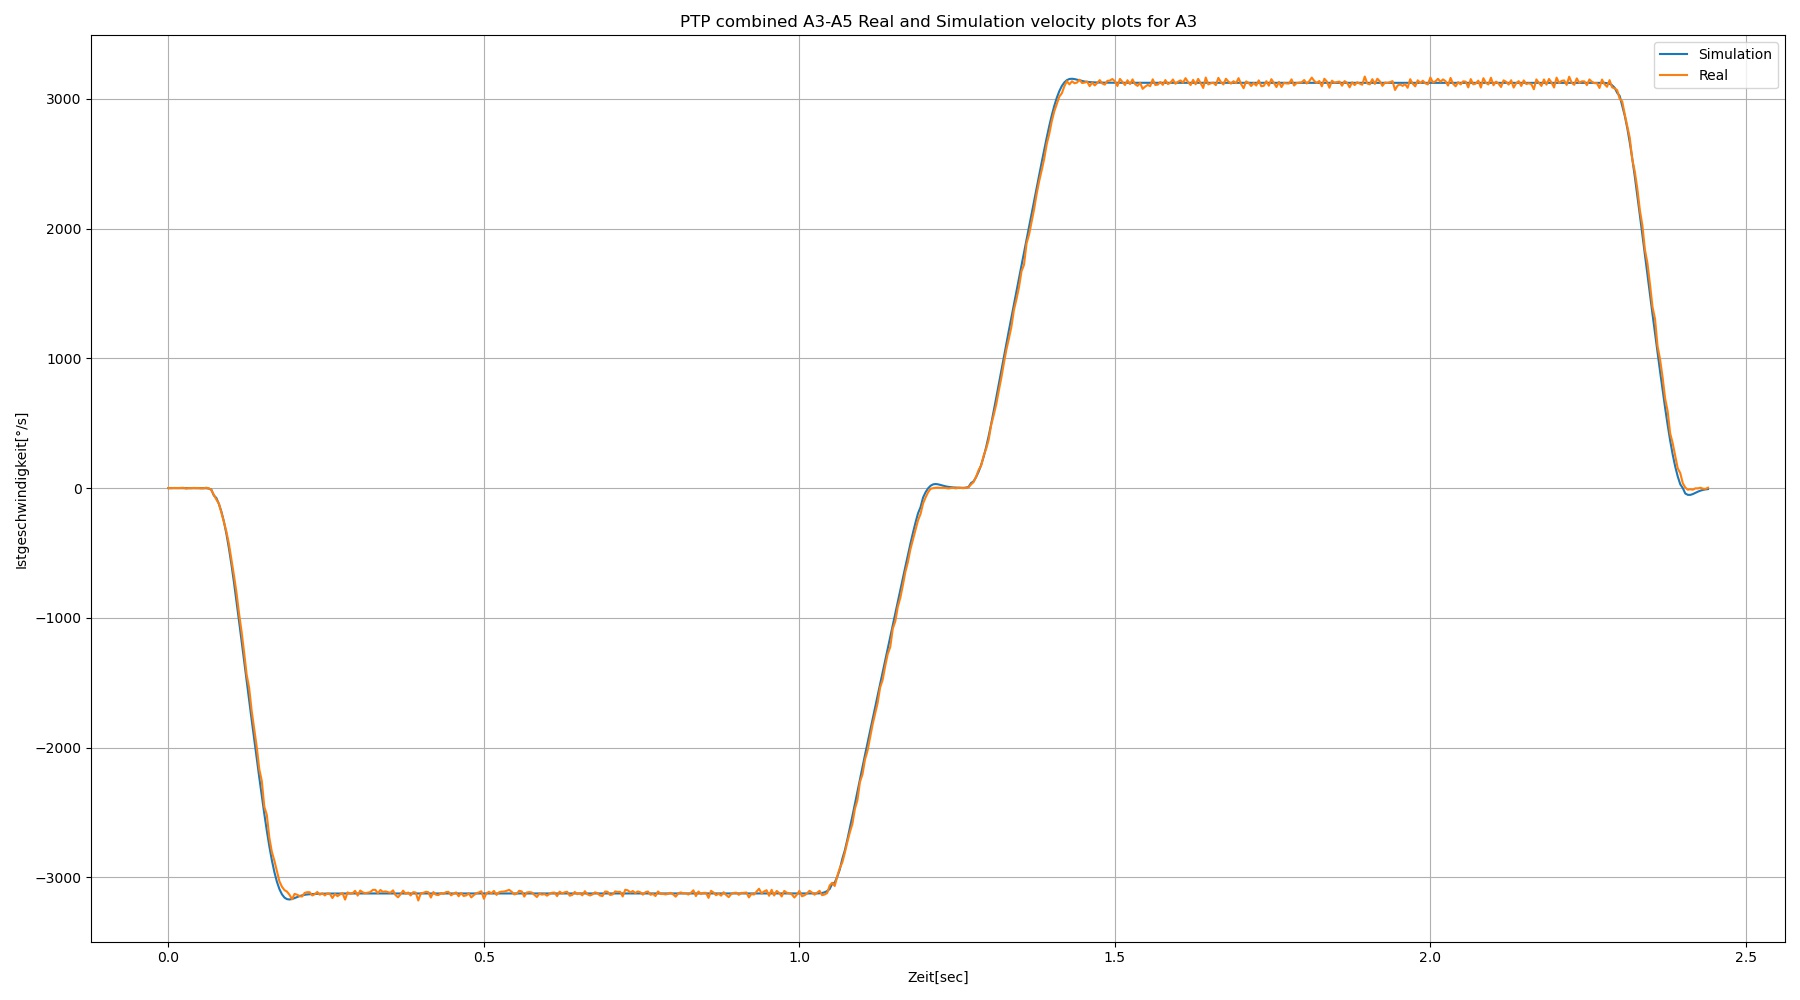 PTP combined A3-A5 Real and Simulation velocity plots for A3
Simulation
Real
Istgeschwindigkeit[°/s]
3000
2000
1000
0
−1000
−2000
−3000
0.0
0.5
1.0
1.5
2.0
2.5
Zeit[sec]